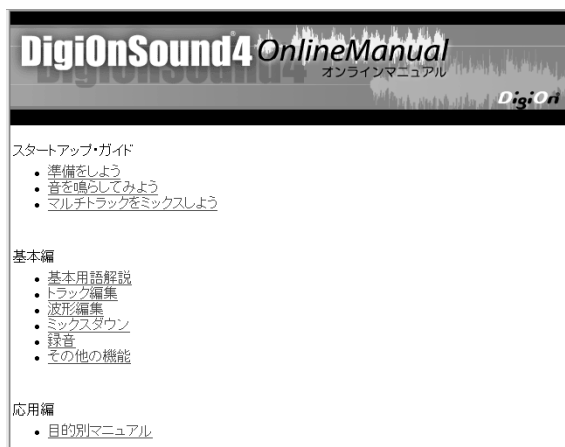 DigiOnSound4 OnlineManual
オンラインマニュアル
DigiOn
スタートアップ・ガイド
準備をしよう
音を鳴らしてみよう
マルチトラックをミックスしよう
基本編
基本用語解説
トラック編集
波形編集
ミックスダウン
録音
その他の機能
応用編
目的別マニュアル